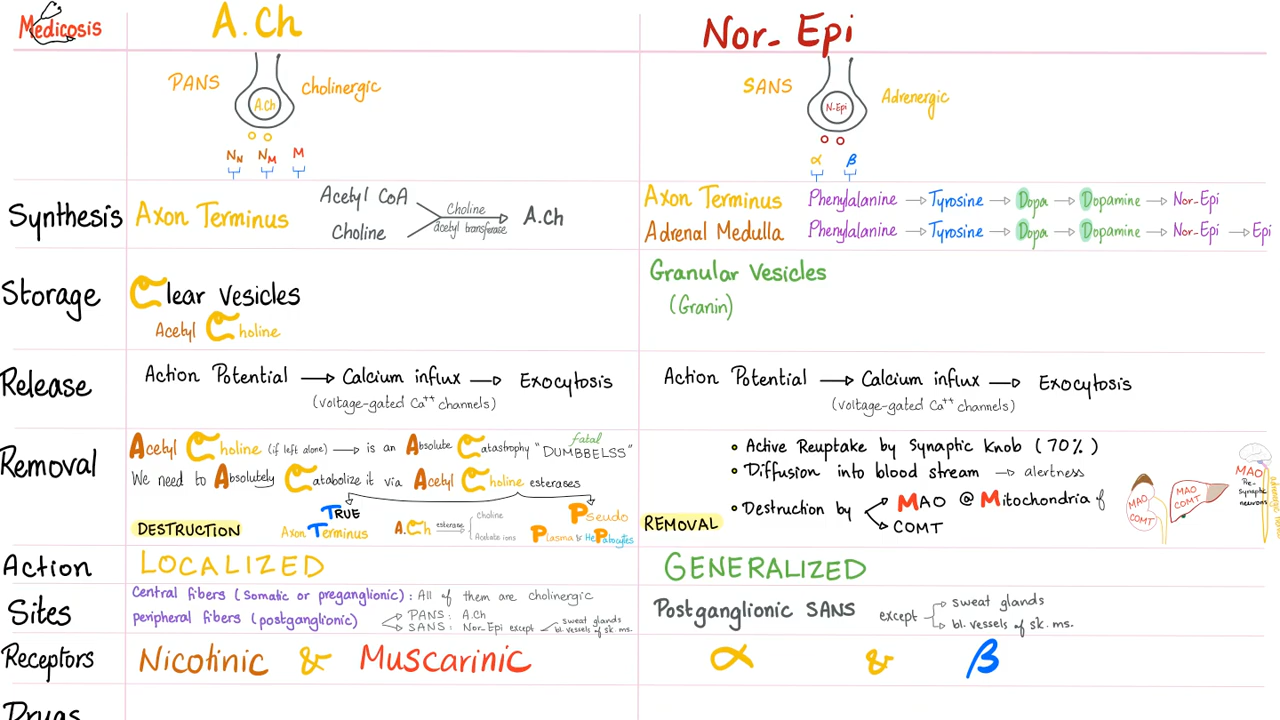 Medicosis
A.Ch
Nor-Epi
PANS
Cholinergic
A.Ch
N_N N_M M
SANS
Adrenergic
N-Epi
α β
Synthesis
Axon Terminus
Acetyl CoA
Choline
Choline
acetyl transferase
A.Ch
Axon Terminus Phenylalanine → Tyrosine → Dopa → Dopamine → Nor-Epi
Adrenal Medulla Phenylalanine → Tyrosine → Dopa → Dopamine → Nor-Epi → Epi
Storage
Clear Vesicles
Acetyl Choline
Granular Vesicles
(Granin)
Release
Action Potential → Calcium influx → Exocytosis
(voltage-gated Ca++ channels)
Action Potential → Calcium influx → Exocytosis
(voltage-gated Ca++ channels)
Removal
fatal
Acetyl Choline (if left alone) → is an Absolute Catastrophy "DUMBBELSS"
We need to Absolutely Catabolize it via Acetyl Choline esterases
TRUE
Axon Terminus
DESTRUCTION
A.Ch esterase
Choline
Acetate ions
Pseudo
Plasma & HePatocytes
• Active Reuptake by Synaptic Knob (70%)
• Diffusion into blood stream → alertness
• Destruction by
MAO @ Mitochondria of
COMT
REMOVAL
MAO
COMT
MAO
COMT
MAO
Pre-
Synaptic
neurons
adrenergic nerve
Action
LOCALIZED
GENERALIZED
Sites
Central fibers (Somatic or preganglionic) : All of them are cholinergic
peripheral fibers (postganglionic)
PANS : A.Ch
SANS : Nor-Epi except
sweat glands
bl. vessels of sk. ms.
Postganglionic SANS except
sweat glands
bl. vessels of sk. ms.
Receptors
Nicotinic & Muscarinic
α & β
Drugs